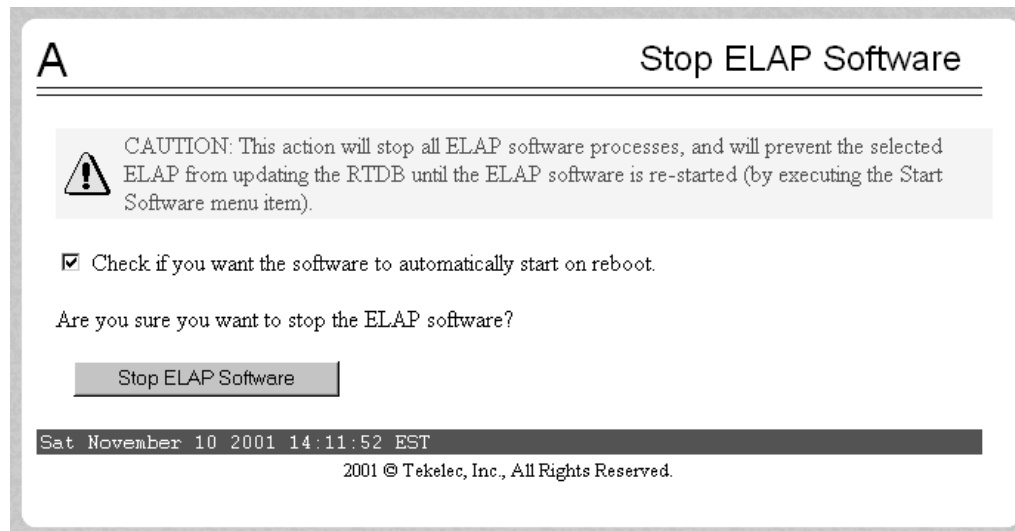 A
Stop ELAP Software
CAUTION: This action will stop all ELAP software processes, and will prevent the selected
ELAP from updating the RTDB until the ELAP software is re-started (by executing the Start
Software menu item).
Check if you want the software to automatically start on reboot.
Are you sure you want to stop the ELAP software?
Stop ELAP Software
Sat November 10 2001 14:11:52 EST
2001 © Tekelec, Inc., All Rights Reserved.